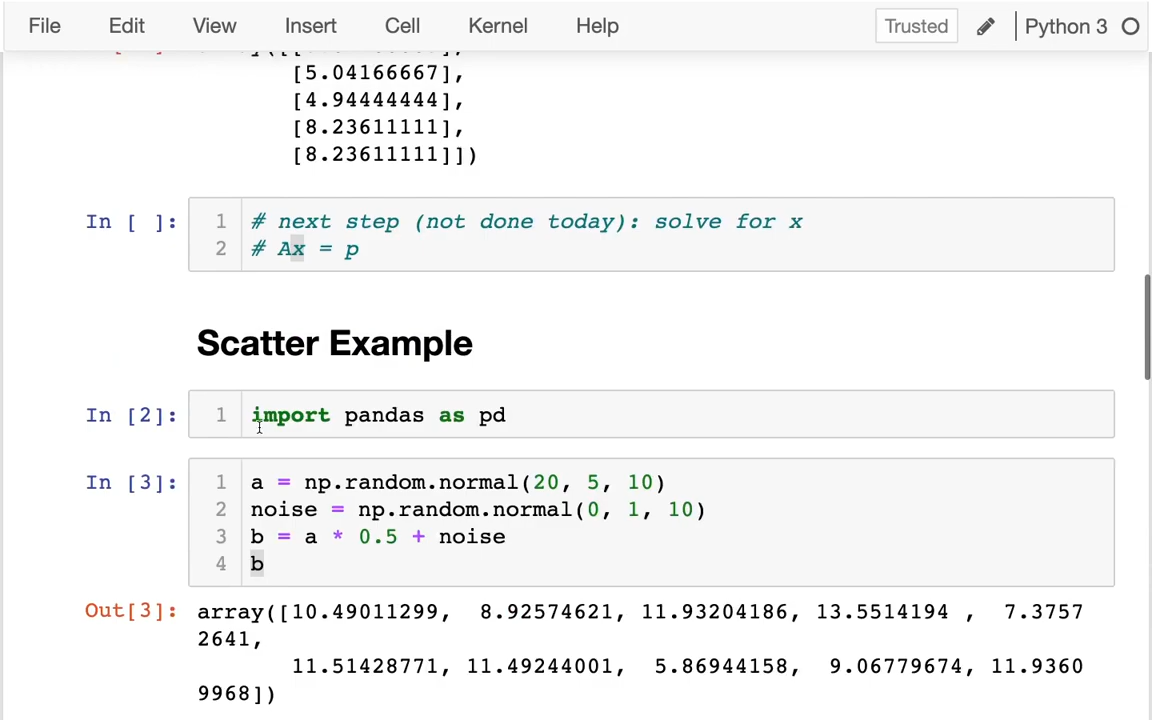 File Edit View Insert Cell Kernel Help Trusted Python 3
[5.04166667],
[4.94444444],
[8.23611111],
[8.23611111]])
In [ ]: 1 # next step (not done today): solve for x
2 # Ax = p
Scatter Example
In [2]: 1 import pandas as pd
In [3]: 1 a = np.random.normal(20, 5, 10)
2 noise = np.random.normal(0, 1, 10)
3 b = a * 0.5 + noise
4 b
Out[3]: array([10.49011299, 8.92574621, 11.93204186, 13.5514194 , 7.3757
2641,
11.51428771, 11.49244001, 5.86944158, 9.06779674, 11.9360
9968])